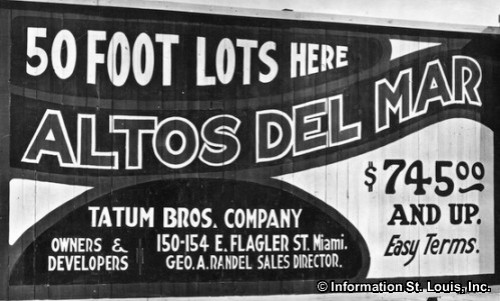 50 FOOT LOTS HERE
ALTOS DEL MAR
$745.00
AND UP.
Easy Terms.
TATUM BROS. COMPANY
OWNERS &
DEVELOPERS
150-154 E. FLAGLER ST. Miami.
GEO. A. RANDEL SALES DIRECTOR.
© Information St. Louis, Inc.